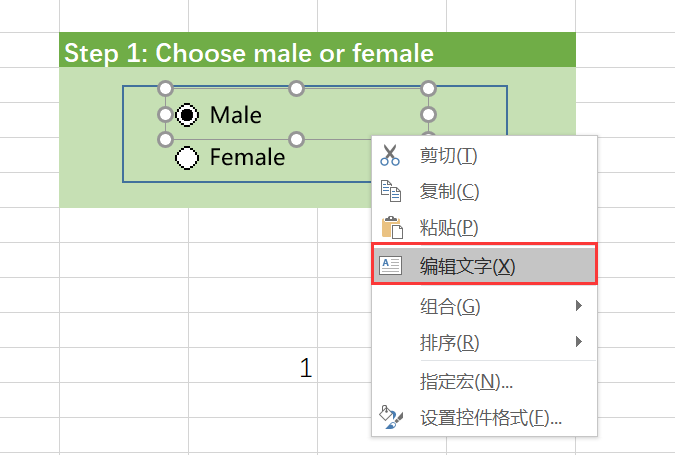 Step 1: Choose male or female
Male
Female
剪切(T)
复制(C)
粘贴(P)
编辑文字(X)
组合(G)
排序(R)
1
指定宏(N)...
设置控件格式(F)...